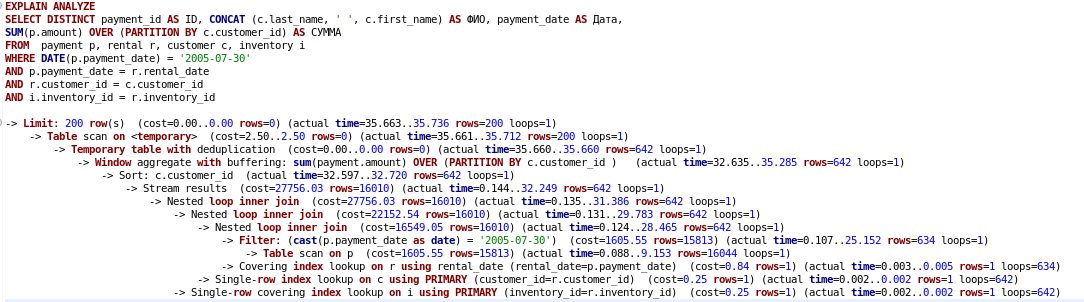 EXPLAIN ANALYZE
SELECT DISTINCT payment_id AS ID, CONCAT (c.last_name, ' ', c.first_name) AS ФИО, payment_date AS Дата,
SUM(p.amount) OVER (PARTITION BY c.customer_id) AS СУММА
FROM  payment p, rental r, customer c, inventory i
WHERE DATE(p.payment_date) = '2005-07-30'
AND p.payment_date = r.rental_date
AND r.customer_id = c.customer_id
AND i.inventory_id = r.inventory_id
-> Limit: 200 row(s)  (cost=0.00..0.00 rows=0) (actual time=35.663..35.736 rows=200 loops=1)
-> Table scan on <temporary>  (cost=2.50..2.50 rows=0) (actual time=35.661..35.712 rows=200 loops=1)
-> Temporary table with deduplication  (cost=0.00..0.00 rows=0) (actual time=35.660..35.660 rows=642 loops=1)
-> Window aggregate with buffering: sum(payment.amount) OVER (PARTITION BY c.customer_id )   (actual time=32.635..35.285 rows=642 loops=1)
-> Sort: c.customer_id  (actual time=32.597..32.720 rows=642 loops=1)
-> Stream results  (cost=27756.03 rows=16010) (actual time=0.144..32.249 rows=642 loops=1)
-> Nested loop inner join  (cost=27756.03 rows=16010) (actual time=0.135..31.386 rows=642 loops=1)
-> Nested loop inner join  (cost=22152.54 rows=16010) (actual time=0.131..29.783 rows=642 loops=1)
-> Nested loop inner join  (cost=16549.05 rows=16010) (actual time=0.124..28.465 rows=642 loops=1)
-> Filter: (cast(p.payment_date as date) = '2005-07-30')  (cost=1605.55 rows=15813) (actual time=0.107..25.152 rows=634 loops=1)
-> Table scan on p  (cost=1605.55 rows=15813) (actual time=0.088..9.153 rows=16044 loops=1)
-> Covering index lookup on r using rental_date (rental_date=p.payment_date)  (cost=0.84 rows=1) (actual time=0.003..0.005 rows=1 loops=634)
-> Single-row index lookup on c using PRIMARY (customer_id=r.customer_id)  (cost=0.25 rows=1) (actual time=0.002..0.002 rows=1 loops=642)
-> Single-row covering index lookup on i using PRIMARY (inventory_id=r.inventory_id)  (cost=0.25 rows=1) (actual time=0.002..0.002 rows=1 loops=642)